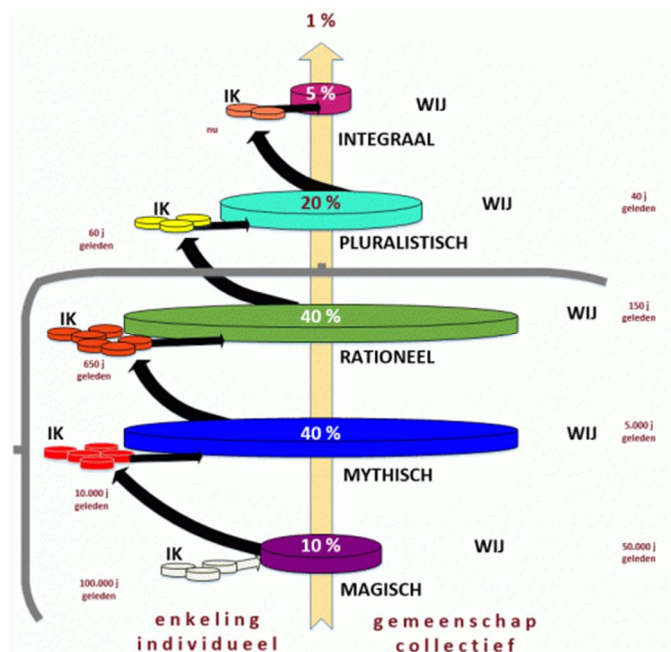 1 %
IK
5 %
WIJ
nu
INTEGRAAL
20 %
WIJ
40 j
geleden
60 j
geleden
PLURALISTISCH
IK
40 %
WIJ
150 j
geleden
RATIONEEL
650 j
geleden
IK
40 %
WIJ
5.000 j
geleden
MYTHISCH
10.000 j
geleden
IK
10 %
WIJ
50.000 j
geleden
100.000 j
geleden
MAGISCH
enkeling
individueel
gemeenschap
collectief